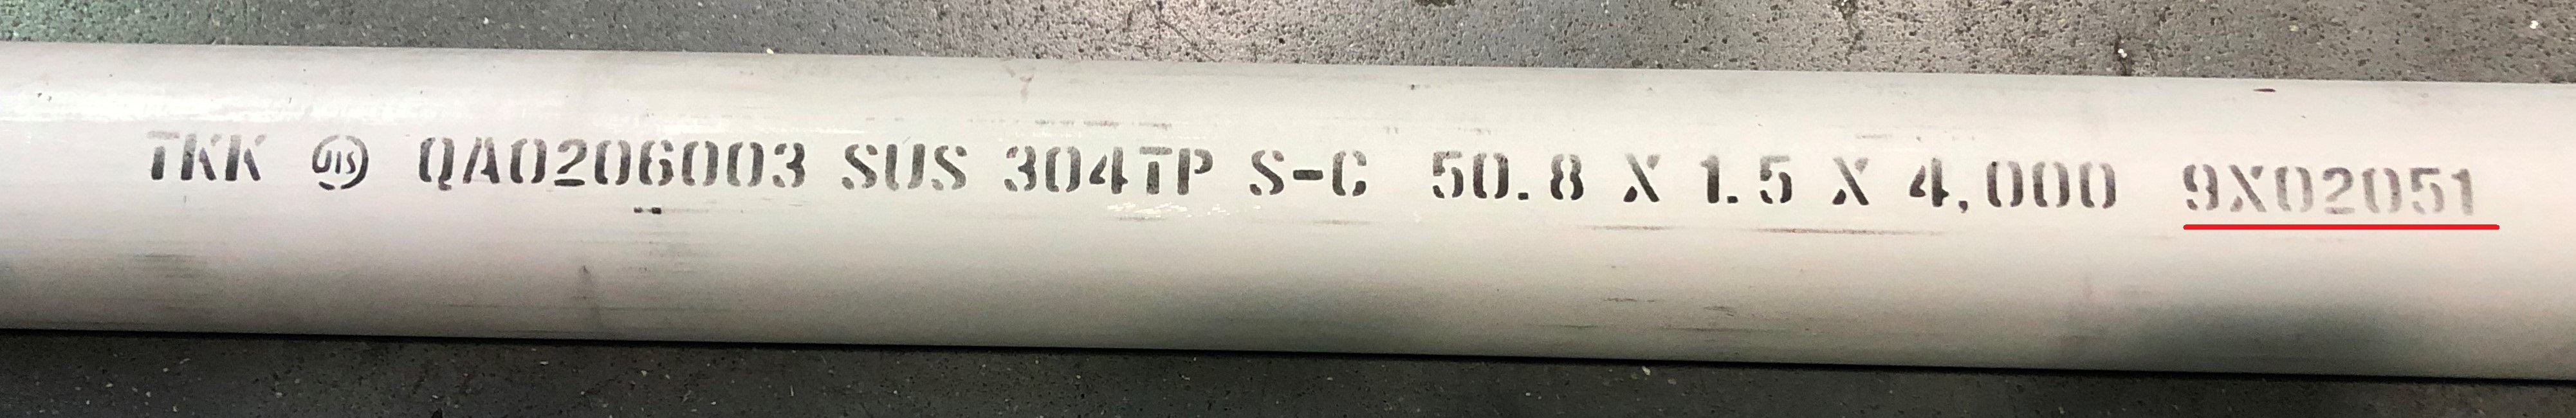 TKK JIS QA0206003 SUS 304TP S-C 50.8 X 1.5 X 4,000 9X02051